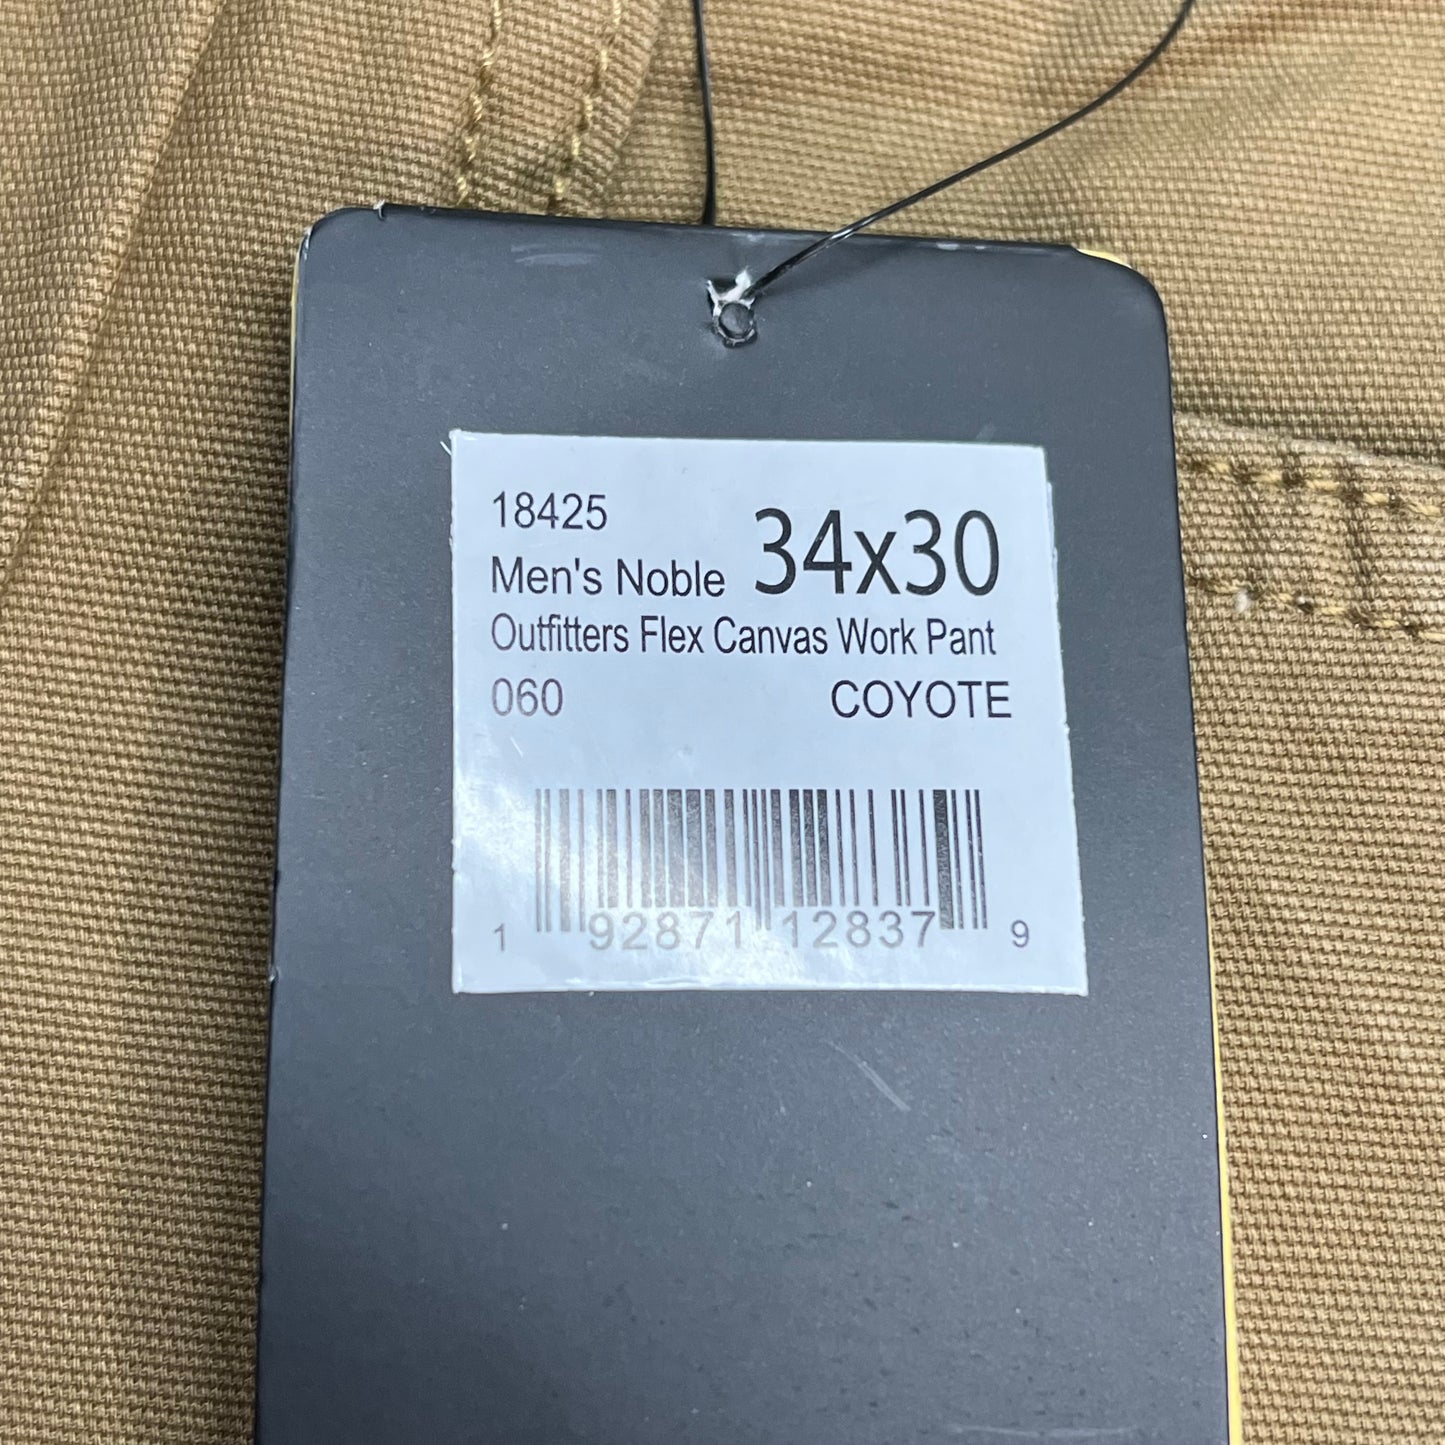 18425
34x30
Men's Noble
Outfitters Flex Canvas Work Pant
060 COYOTE
1 92871 12837 9